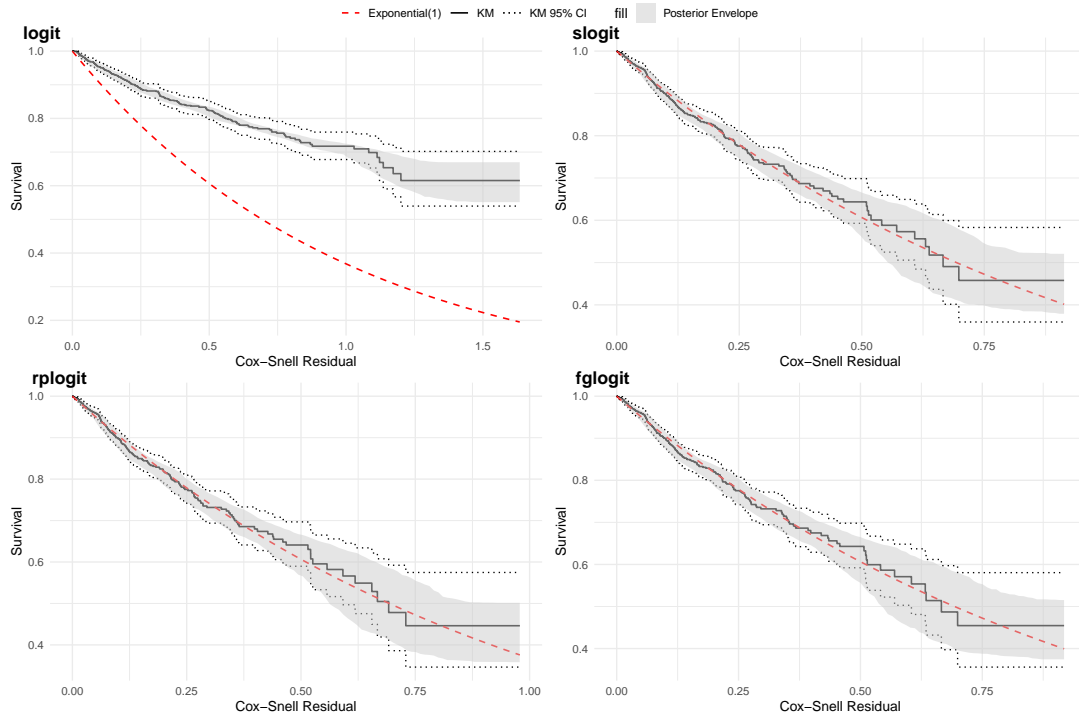 Exponential(1) KM KM 95% CI fill Posterior Envelope
logit
1.0
0.8
0.6
0.4
0.2
Survival
0.0 0.5 1.0 1.5
Cox−Snell Residual
slogit
1.0
0.8
0.6
0.4
Survival
0.00 0.25 0.50 0.75
Cox−Snell Residual
rplogit
1.0
0.8
0.6
0.4
Survival
0.00 0.25 0.50 0.75 1.00
Cox−Snell Residual
fglogit
1.0
0.8
0.6
0.4
Survival
0.00 0.25 0.50 0.75
Cox−Snell Residual